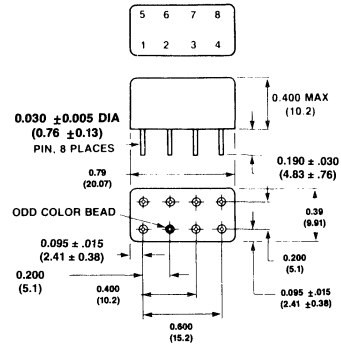 5 6 7 8
1 2 3 4
0.400 MAX
(10.2)
0.030 ±0.005 DIA
(0.76 ±0.13)
PIN, 8 PLACES
0.190 ±.030
(4.83 ± .76)
0.79
(20.07)
ODD COLOR BEAD
0.39
(9.91)
0.095 ±.015
(2.41 ± 0.38)
0.200
(5.1)
0.200
(5.1)
0.400
(10.2)
0.095 ±.015
(2.41 ±0.38)
0.600
(15.2)